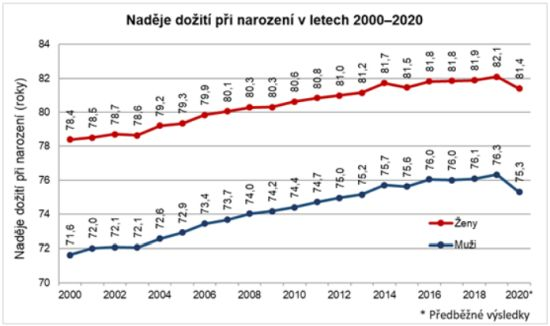 Naděje dožití při narození v letech 2000–2020
Naděje dožití při narození (roky)
84
82
80
78
76
74
72
70
78,4 78,5 78,7 78,6 79,2 79,3 79,9 80,1 80,3 80,3 80,6 80,8 81,0 81,2 81,7 81,5 81,8 81,8 81,9 82,1 81,4
71,6 72,0 72,1 72,1 72,6 72,9 73,4 73,7 74,0 74,2 74,4 74,7 75,0 75,2 75,7 75,6 76,0 76,0 76,1 76,3 75,3
Ženy
Muži
2000 2002 2004 2006 2008 2010 2012 2014 2016 2018 2020*
* Předběžné výsledky